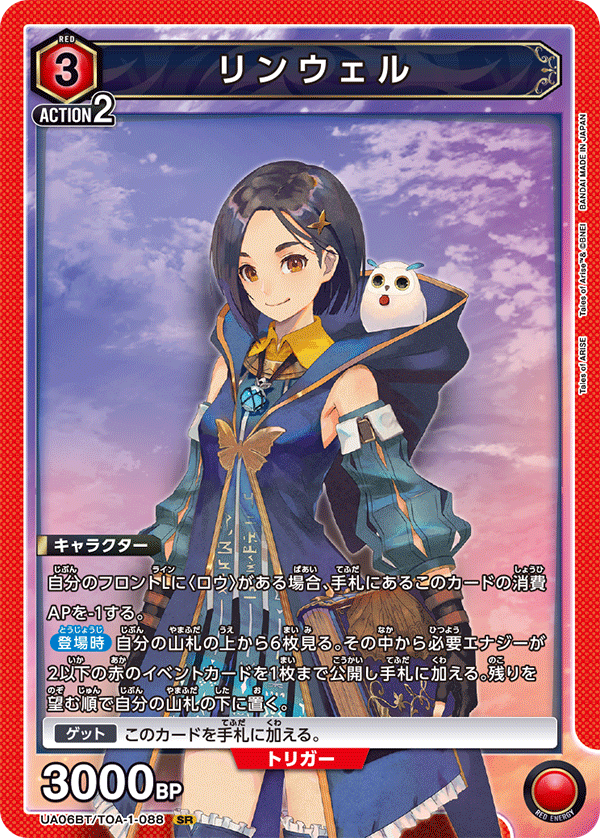 RED
3
リンウェル
ACTION2
BANDAI MADE IN JAPAN
Tales of Arise™& ©BNEI
Tales of ARISE
キャラクター
自分のフロントLに〈ロウ〉がある場合、手札にあるこのカードの消費
APを-1する。
登場時 自分の山札の上から6枚見る。その中から必要エナジーが
2以下の赤のイベントカードを1枚まで公開し手札に加える。残りを
望む順で自分の山札の下に置く。
ゲット このカードを手札に加える。
トリガー
3000BP
RED ENERGY
UA06BT/TOA-1-088 SR